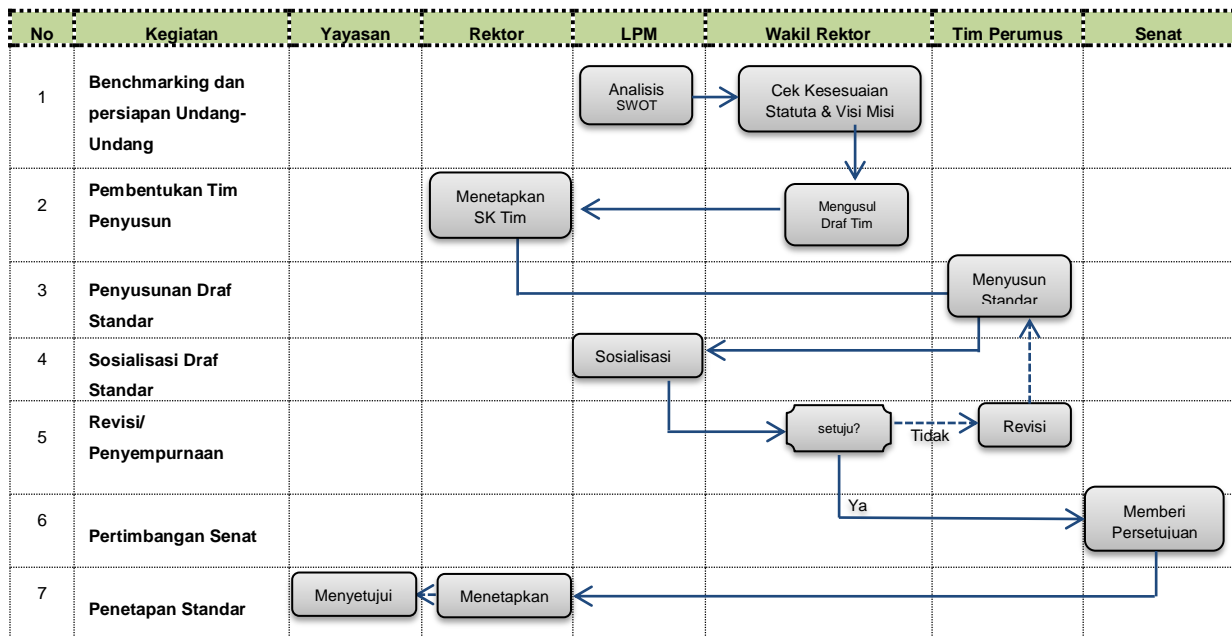 No Kegiatan Yayasan Rektor LPM Wakil Rektor Tim Perumus Senat
1
Benchmarking dan
persiapan Undang-
Undang
Analisis
SWOT
Cek Kesesuaian
Statuta & Visi Misi
2
Pembentukan Tim
Penyusun
Menetapkan
SK Tim
Mengusul
Draf Tim
3
Penyusunan Draf
Standar
Menyusun
Standar
4
Sosialisasi Draf
Standar
Sosialisasi
5
Revisi/
Penyempurnaan
setuju?
Tidak
Revisi
6
Pertimbangan Senat
Ya
Memberi
Persetujuan
7
Penetapan Standar
Menyetujui
Menetapkan